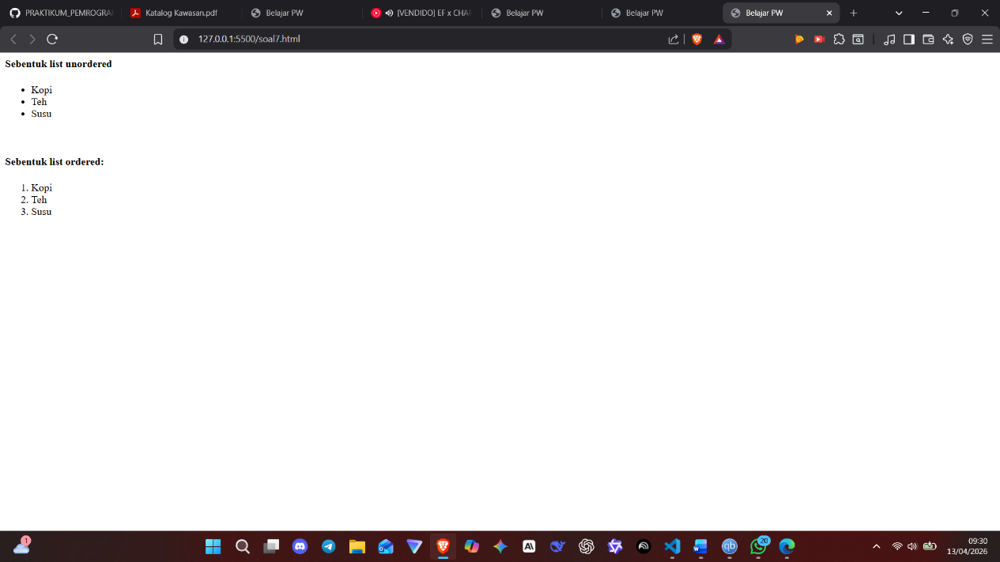 PRAKTIKUM_PEMROGRAM
Katalog Kawasan.pdf
Belajar PW
[VENDIDO] EF x CHAR
Belajar PW
Belajar PW
Belajar PW
127.0.0.1:5500/soal7.html
Sebentuk list unordered
• Kopi
• Teh
• Susu
Sebentuk list ordered:
1. Kopi
2. Teh
3. Susu
1
20
09:30
13/04/2026